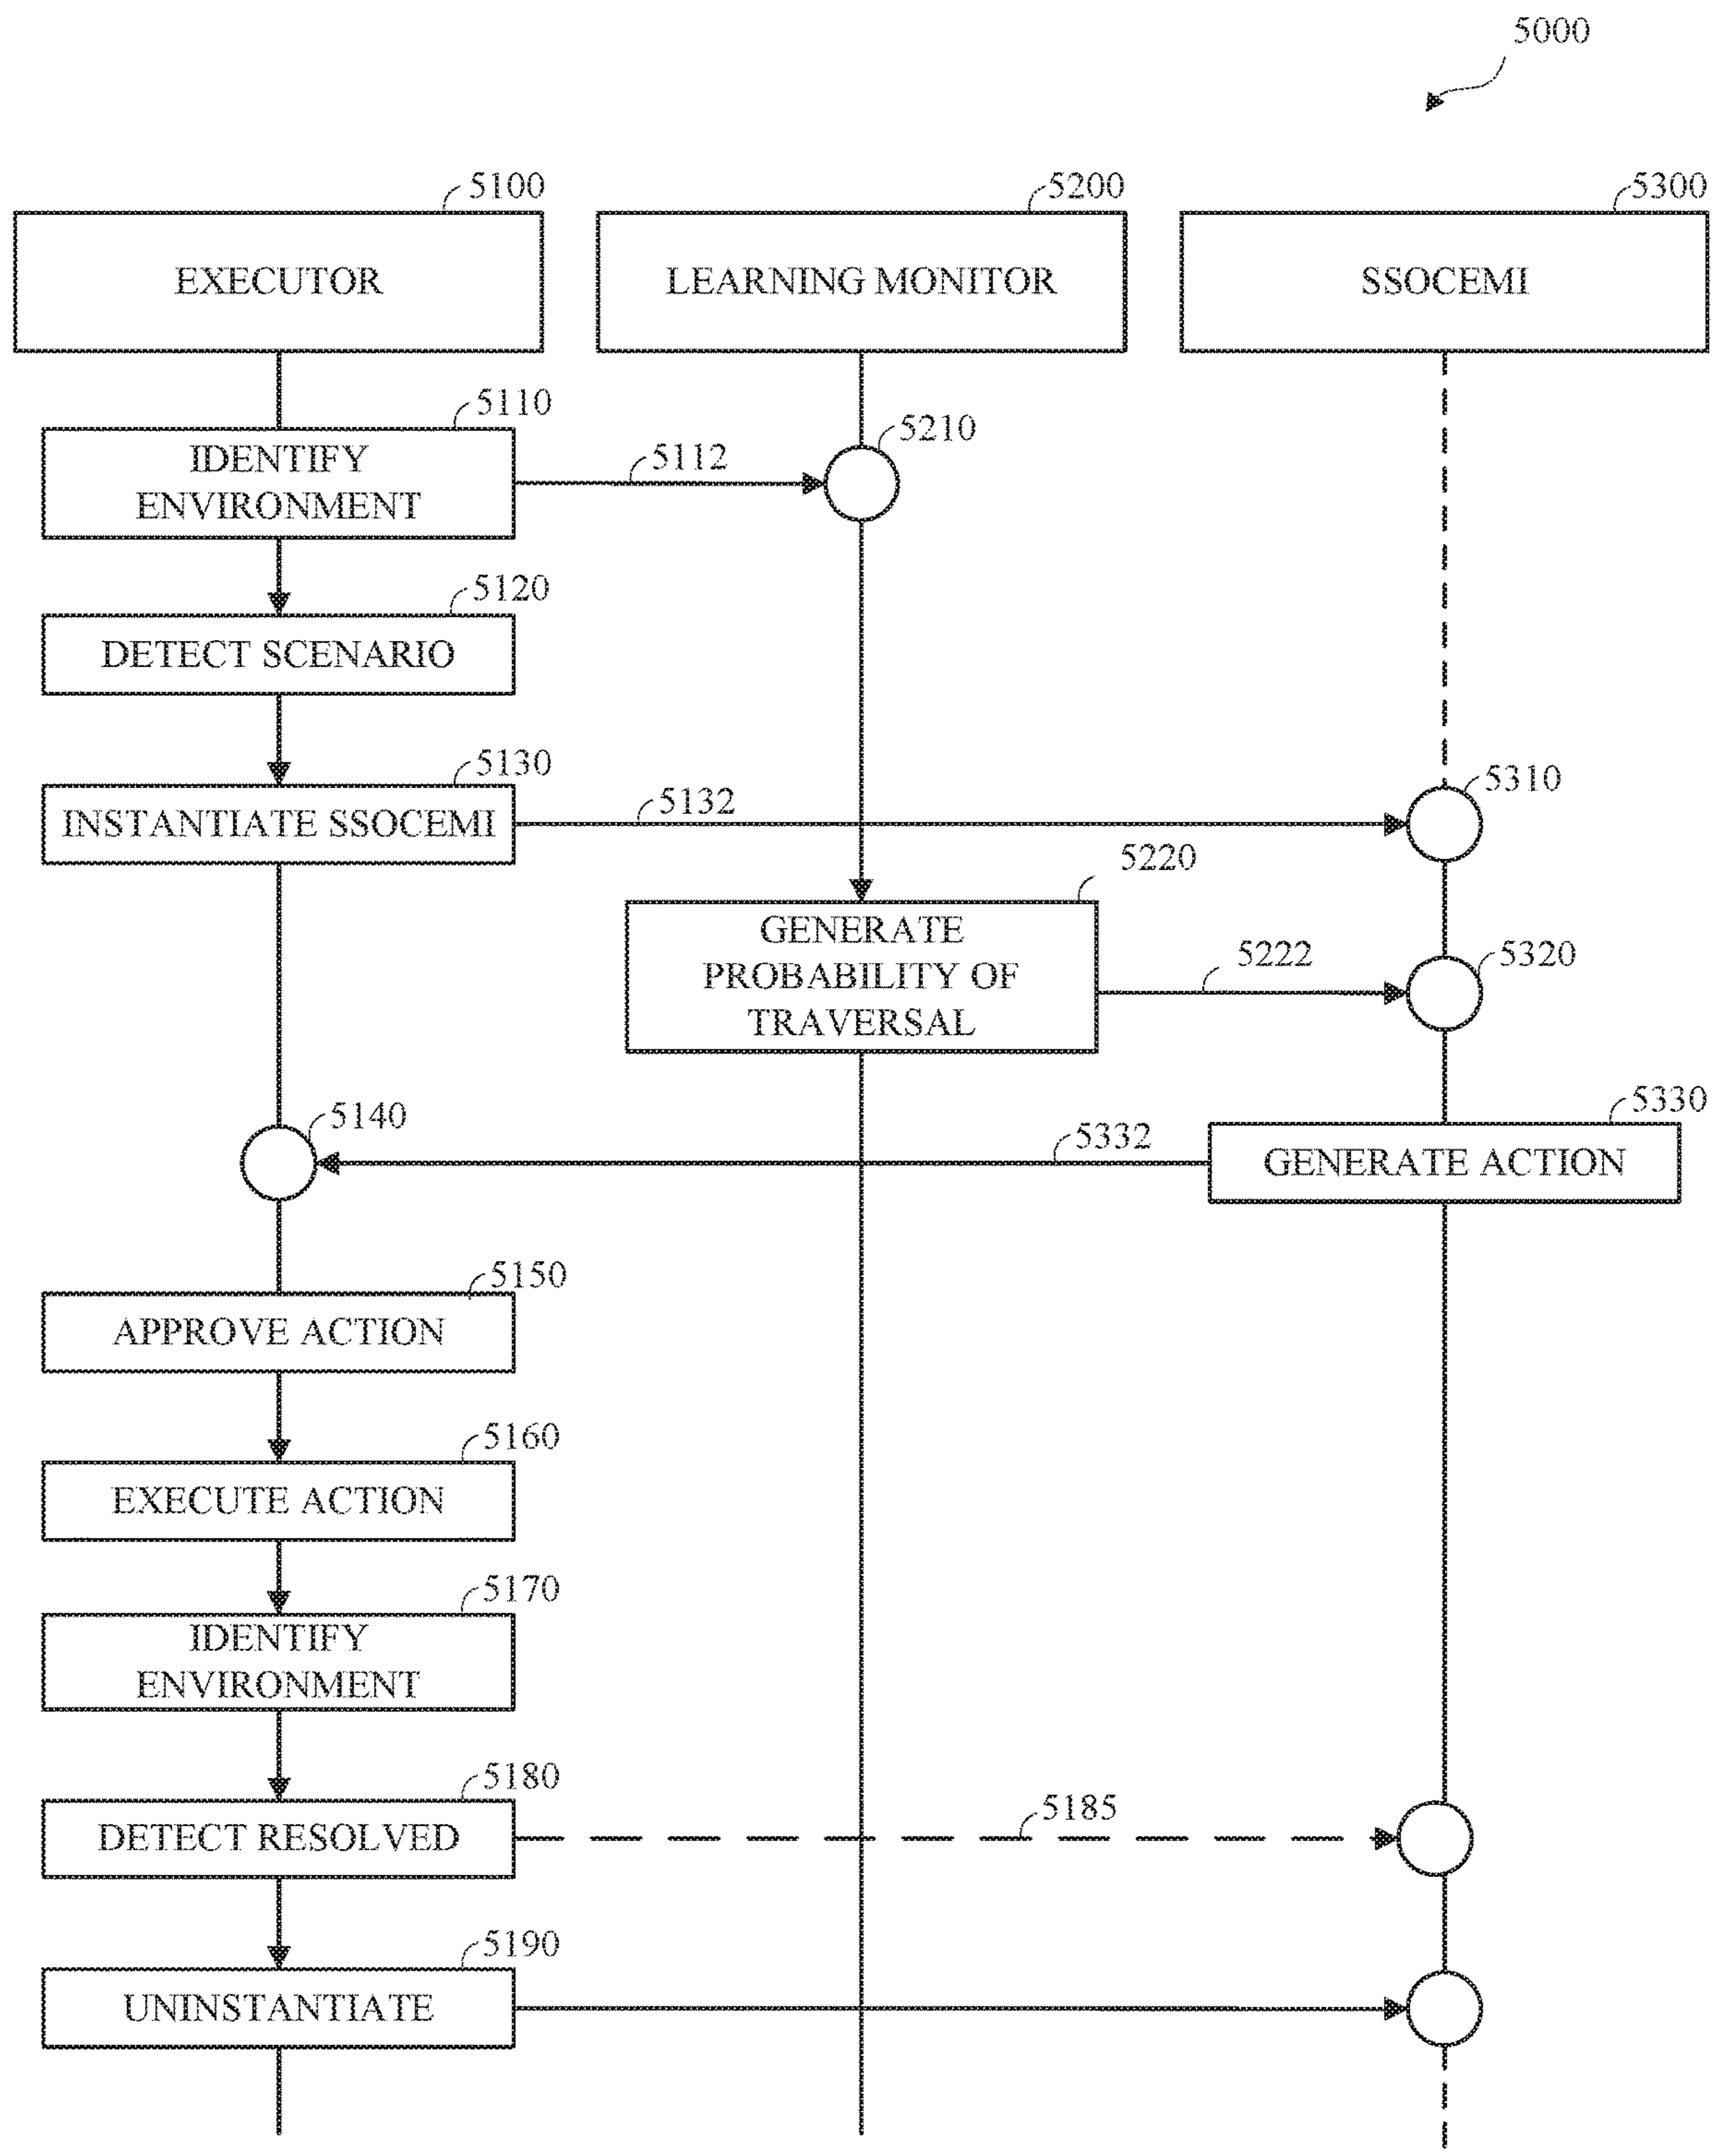 5000
5100
5200
5300
EXECUTOR
LEARNING MONITOR
SSOCEMI
5110
IDENTIFY
ENVIRONMENT
5112
5210
5120
DETECT SCENARIO
5130
INSTANTIATE SSOCEMI
5132
5310
5220
GENERATE
PROBABILITY OF
TRAVERSAL
5222
5320
5140
5332
5330
GENERATE ACTION
5150
APPROVE ACTION
5160
EXECUTE ACTION
5170
IDENTIFY
ENVIRONMENT
5180
DETECT RESOLVED
5185
5190
UNINSTANTIATE